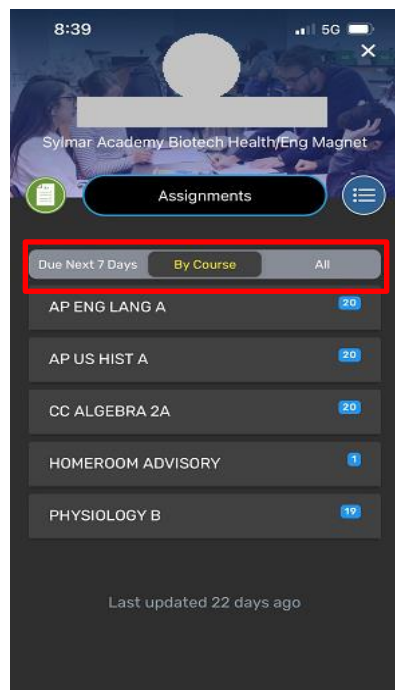 8:39 5G
×
Sylmar Academy Biotech Health/Eng Magnet
Assignments
Due Next 7 Days By Course All
AP ENG LANG A 20
AP US HIST A 20
CC ALGEBRA 2A 20
HOMEROOM ADVISORY 1
PHYSIOLOGY B 19
Last updated 22 days ago